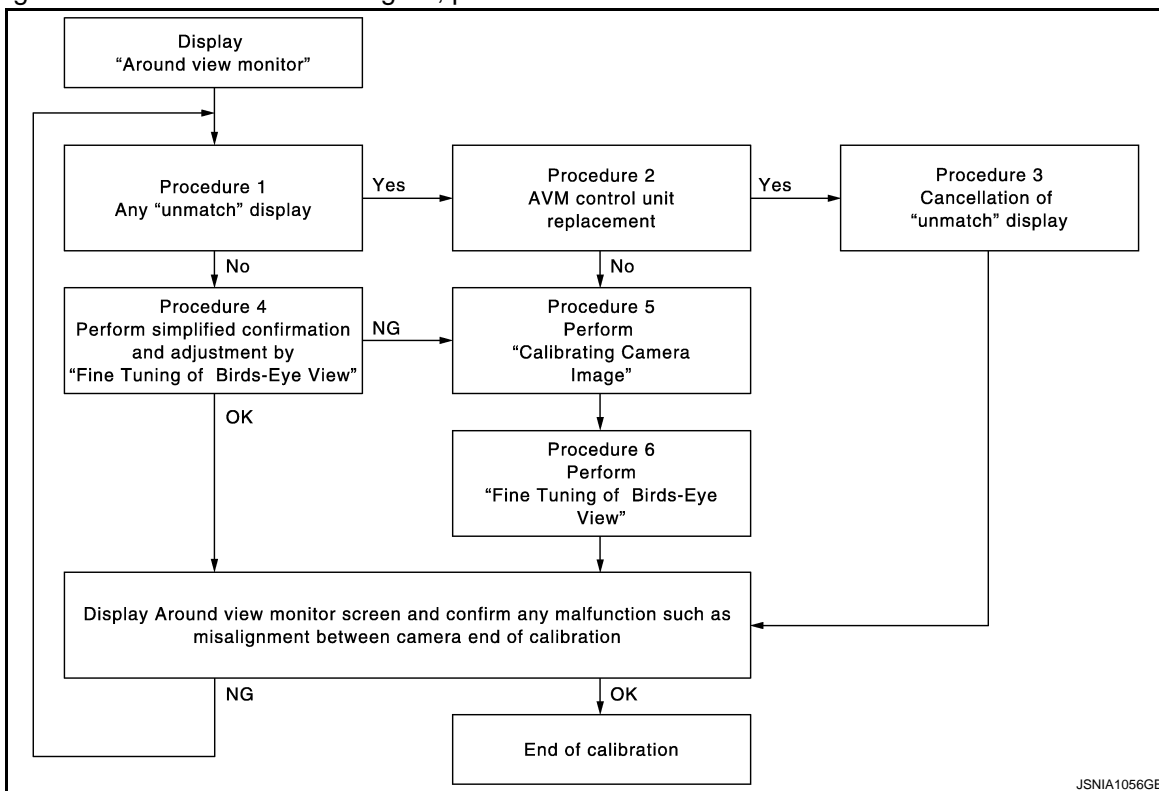 Display
“Around view monitor”
Procedure 1
Any “unmatch” display
Yes
Procedure 2
AVM control unit
replacement
Yes
Procedure 3
Cancellation of
“unmatch” display
No
No
Procedure 4
Perform simplified confirmation
and adjustment by
“Fine Tuning of Birds-Eye View”
NG
Procedure 5
Perform
“Calibrating Camera
Image”
OK
Procedure 6
Perform
“Fine Tuning of Birds-Eye
View”
Display Around view monitor screen and confirm any malfunction such as
misalignment between camera end of calibration
NG
OK
End of calibration
JSNIA1056GB